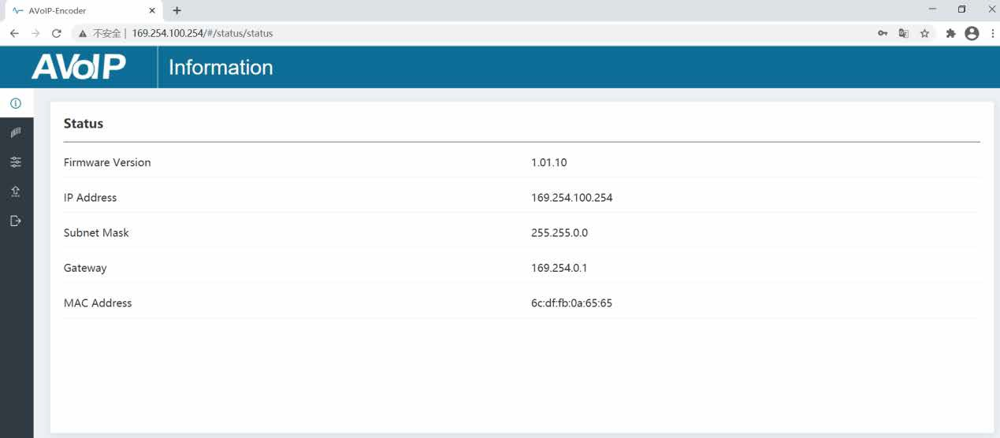 AVoIP-Encoder
不安全 | 169.254.100.254/#/status/status
AVoIP Information
Status
Firmware Version 1.01.10
IP Address 169.254.100.254
Subnet Mask 255.255.0.0
Gateway 169.254.0.1
MAC Address 6c:df:fb:0a:65:65